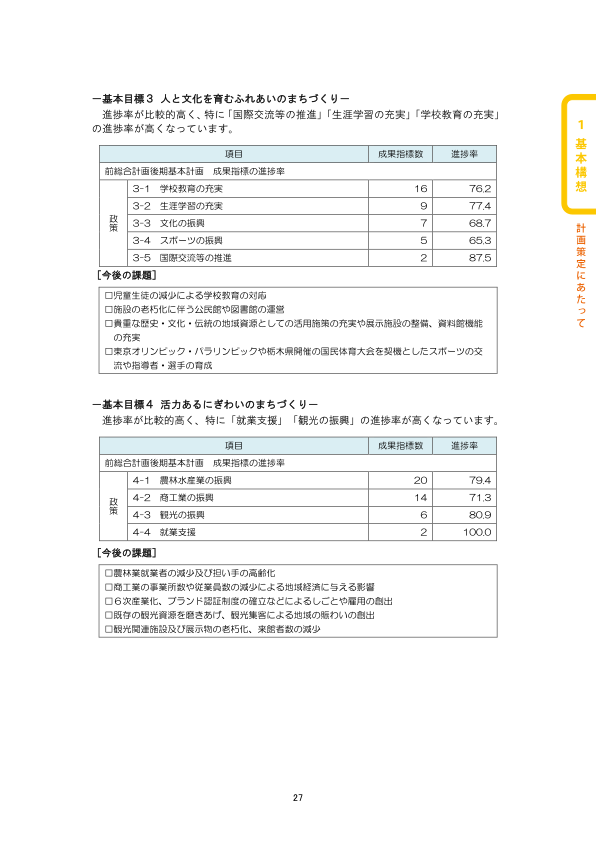 －基本目標３ 人と文化を育むふれあいのまちづくり－
進捗率が比較的高く、特に「国際交流等の推進」「生涯学習の充実」「学校教育の充実」
の進捗率が高くなっています。
項目 成果指標数 進捗率
前総合計画後期基本計画 成果指標の進捗率
政策
3-1 学校教育の充実 16 76.2
3-2 生涯学習の充実 9 77.4
3-3 文化の振興 7 68.7
3-4 スポーツの振興 5 65.3
3-5 国際交流等の推進 2 87.5
［今後の課題］
□児童生徒の減少による学校教育の対応
□施設の老朽化に伴う公民館や図書館の運営
□貴重な歴史・文化・伝統の地域資源としての活用施策の充実や展示施設の整備、資料館機能
の充実
□東京オリンピック・パラリンピックや栃木県開催の国民体育大会を契機としたスポーツの交
流や指導者・選手の育成
－基本目標４ 活力あるにぎわいのまちづくり－
進捗率が比較的高く、特に「就業支援」「観光の振興」の進捗率が高くなっています。
項目 成果指標数 進捗率
前総合計画後期基本計画 成果指標の進捗率
政策
4-1 農林水産業の振興 20 79.4
4-2 商工業の振興 14 71.3
4-3 観光の振興 6 80.9
4-4 就業支援 2 100.0
［今後の課題］
□農林業就業者の減少及び担い手の高齢化
□商工業の事業所数や従業員数の減少による地域経済に与える影響
□６次産業化、ブランド認証制度の確立などによるしごとや雇用の創出
□既存の観光資源を磨きあげ、観光集客による地域の賑わいの創出
□観光関連施設及び展示物の老朽化、来館者数の減少
1 基本構想
計画策定にあたって
27